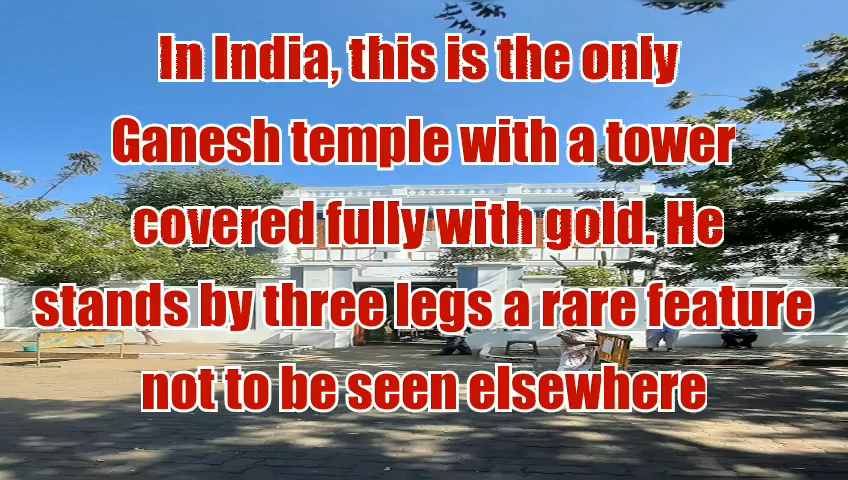 In India, this is the only
Ganesh temple with a tower
covered fully with gold. He
stands by three legs a rare feature
not to be seen elsewhere